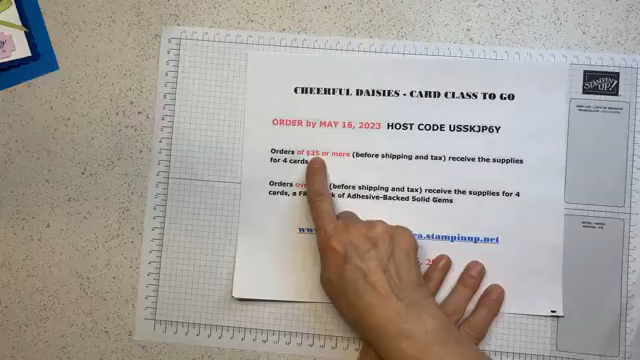 STAMPIN' UP!
CHEERFUL DAISIES - CARD CLASS TO GO
ORDER by MAY 16, 2023 HOST CODE USSKJP6Y
Orders of $35 or more (before shipping and tax) receive the supplies
for 4 cards
Orders (before shipping and tax) receive the supplies for 4
cards, a of Adhesive-Backed Solid Gems
.stampinup.net